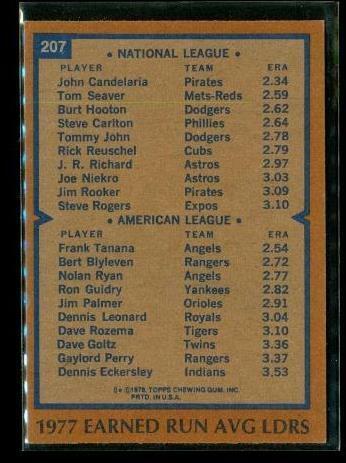 207
• NATIONAL LEAGUE •
PLAYER TEAM ERA
John Candelaria Pirates 2.34
Tom Seaver Mets-Reds 2.59
Burt Hooton Dodgers 2.62
Steve Carlton Phillies 2.64
Tommy John Dodgers 2.78
Rick Reuschel Cubs 2.79
J. R. Richard Astros 2.97
Joe Niekro Astros 3.03
Jim Rooker Pirates 3.09
Steve Rogers Expos 3.10
• AMERICAN LEAGUE •
PLAYER TEAM ERA
Frank Tanana Angels 2.54
Bert Blyleven Rangers 2.72
Nolan Ryan Angels 2.77
Ron Guidry Yankees 2.82
Jim Palmer Orioles 2.91
Dennis Leonard Royals 3.04
Dave Rozema Tigers 3.10
Dave Goltz Twins 3.36
Gaylord Perry Rangers 3.37
Dennis Eckersley Indians 3.53
© 1978, TOPPS CHEWING GUM, INC.
PRTD. IN U.S.A.
1977 EARNED RUN AVG LDRS